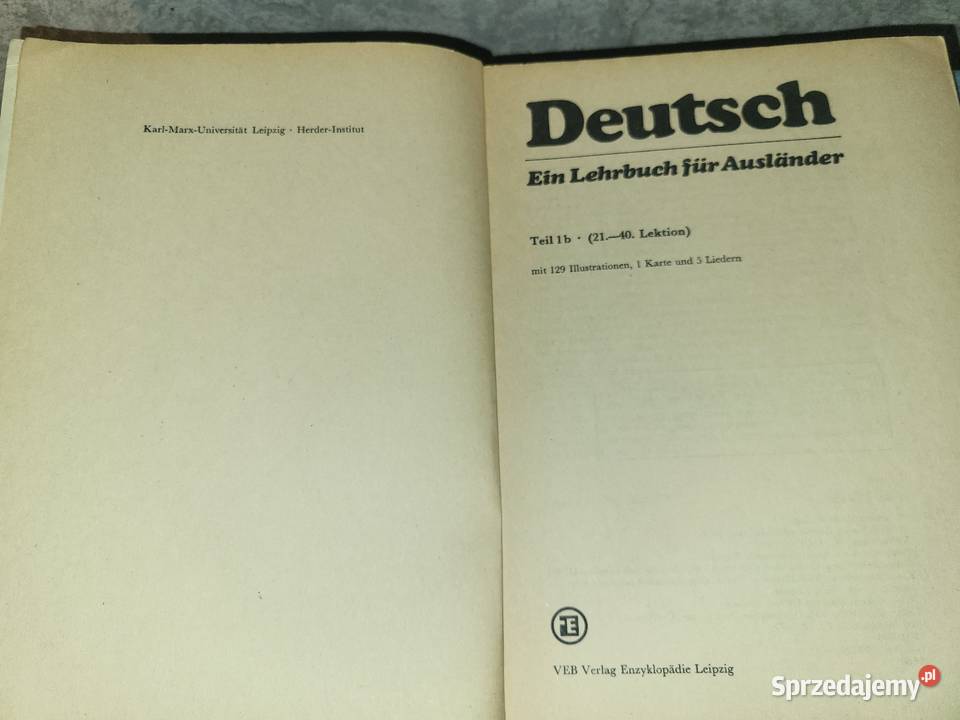 Karl-Marx-Universität Leipzig · Herder-Institut
Deutsch
Ein Lehrbuch für Ausländer
Teil 1b · (21.—40. Lektion)
mit 129 Illustrationen, 1 Karte und 5 Liedern
E
VEB Verlag Enzyklopädie Leipzig
Sprzedajemy.pl